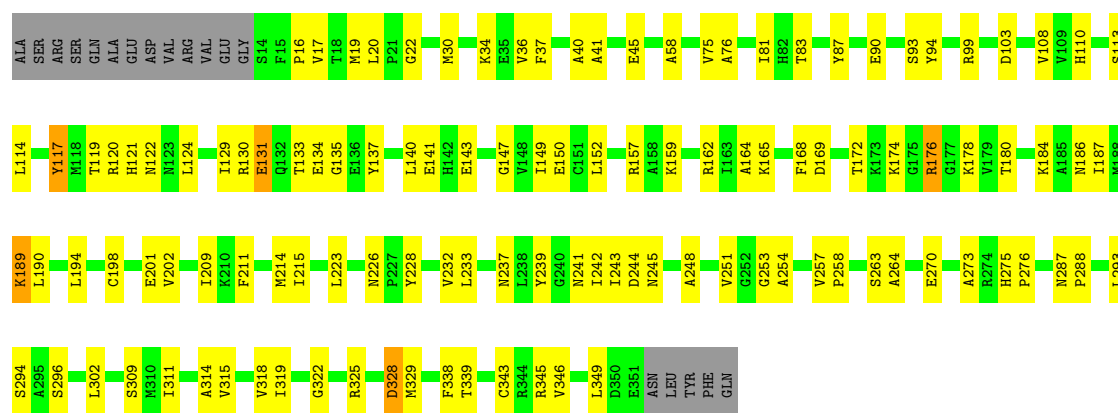 ALA SER ARG SER GLN ALA GLU ASP VAL ARG VAL GLU GLY S14 F15 P16 V17 T18 M19 L20 P21 G22 M30 K34 E35 V36 F37 A40 A41 E45 A58 V75 A76 I81 H82 T83 Y87 E90 S93 Y94 R99 D103 V108 V109 H110 S113
L114 Y117 M118 T119 R120 H121 N122 N123 L124 I129 R130 E131 Q132 T133 E134 G135 E136 Y137 L140 E141 H142 E143 G147 V148 I149 E150 C151 L152 R157 A158 K159 R162 I163 A164 K165 F168 D169 T172 K173 K174 G175 R176 G177 K178 V179 T180 K184 A185 N186 I187 M188
K189 L190 L194 C198 E201 V202 I209 K210 F211 M214 I215 L223 N226 P227 Y228 V232 L233 N237 L238 Y239 G240 N241 I242 I243 D244 N245 A248 V251 G252 G253 A254 V257 P258 S263 A264 E270 A273 R274 H275 P276 N287 P288
S294 A295 S296 L302 S309 M310 I311 A314 V315 V318 I319 G322 R325 D328 M329 F338 T339 C343 R344 R345 V346 L349 D350 E351 ASN LEU TYR PHE GLN